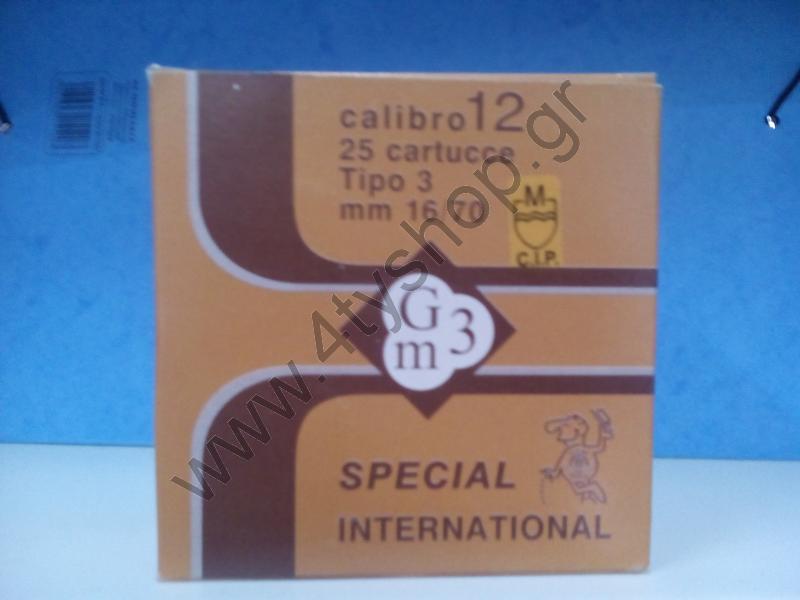 calibro 12
25 cartucce
Tipo 3
mm 16/70
M
C.I.P.
G
m 3
SPECIAL
INTERNATIONAL
www.4tyshop.gr